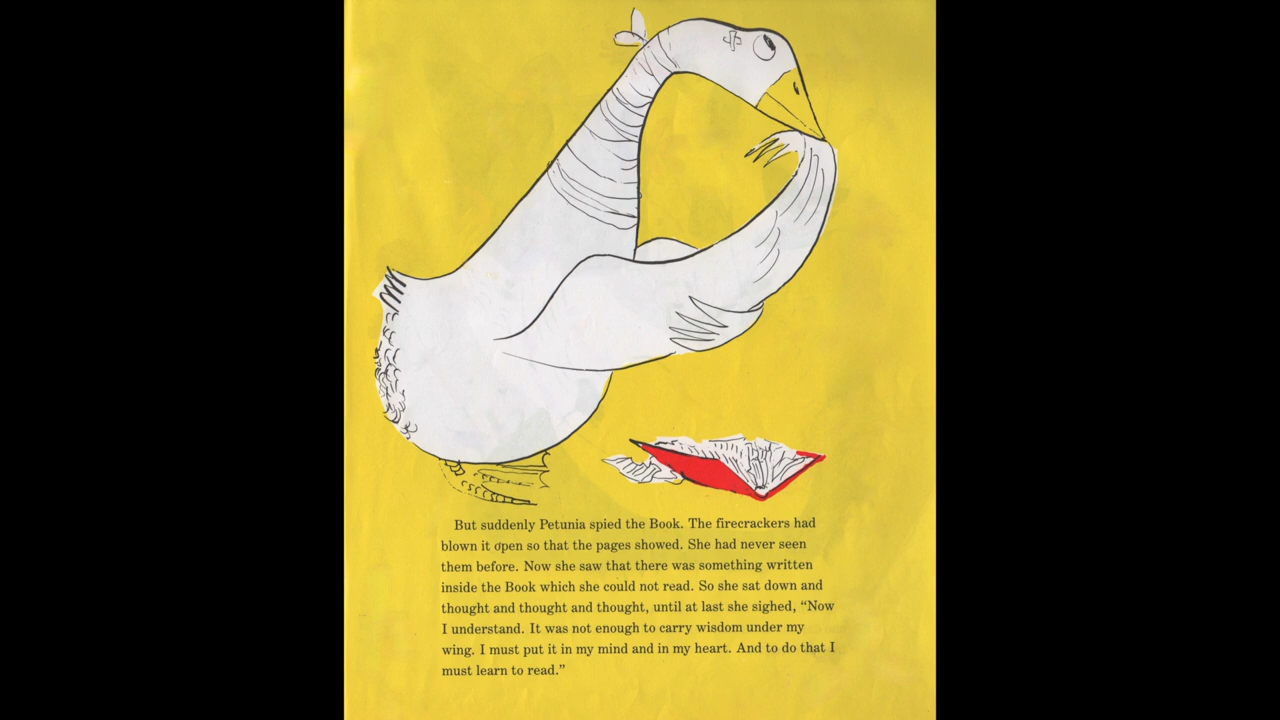 But suddenly Petunia spied the Book. The firecrackers had
blown it open so that the pages showed. She had never seen
them before. Now she saw that there was something written
inside the Book which she could not read. So she sat down and
thought and thought and thought, until at last she sighed, “Now
I understand. It was not enough to carry wisdom under my
wing. I must put it in my mind and in my heart. And to do that I
must learn to read.”